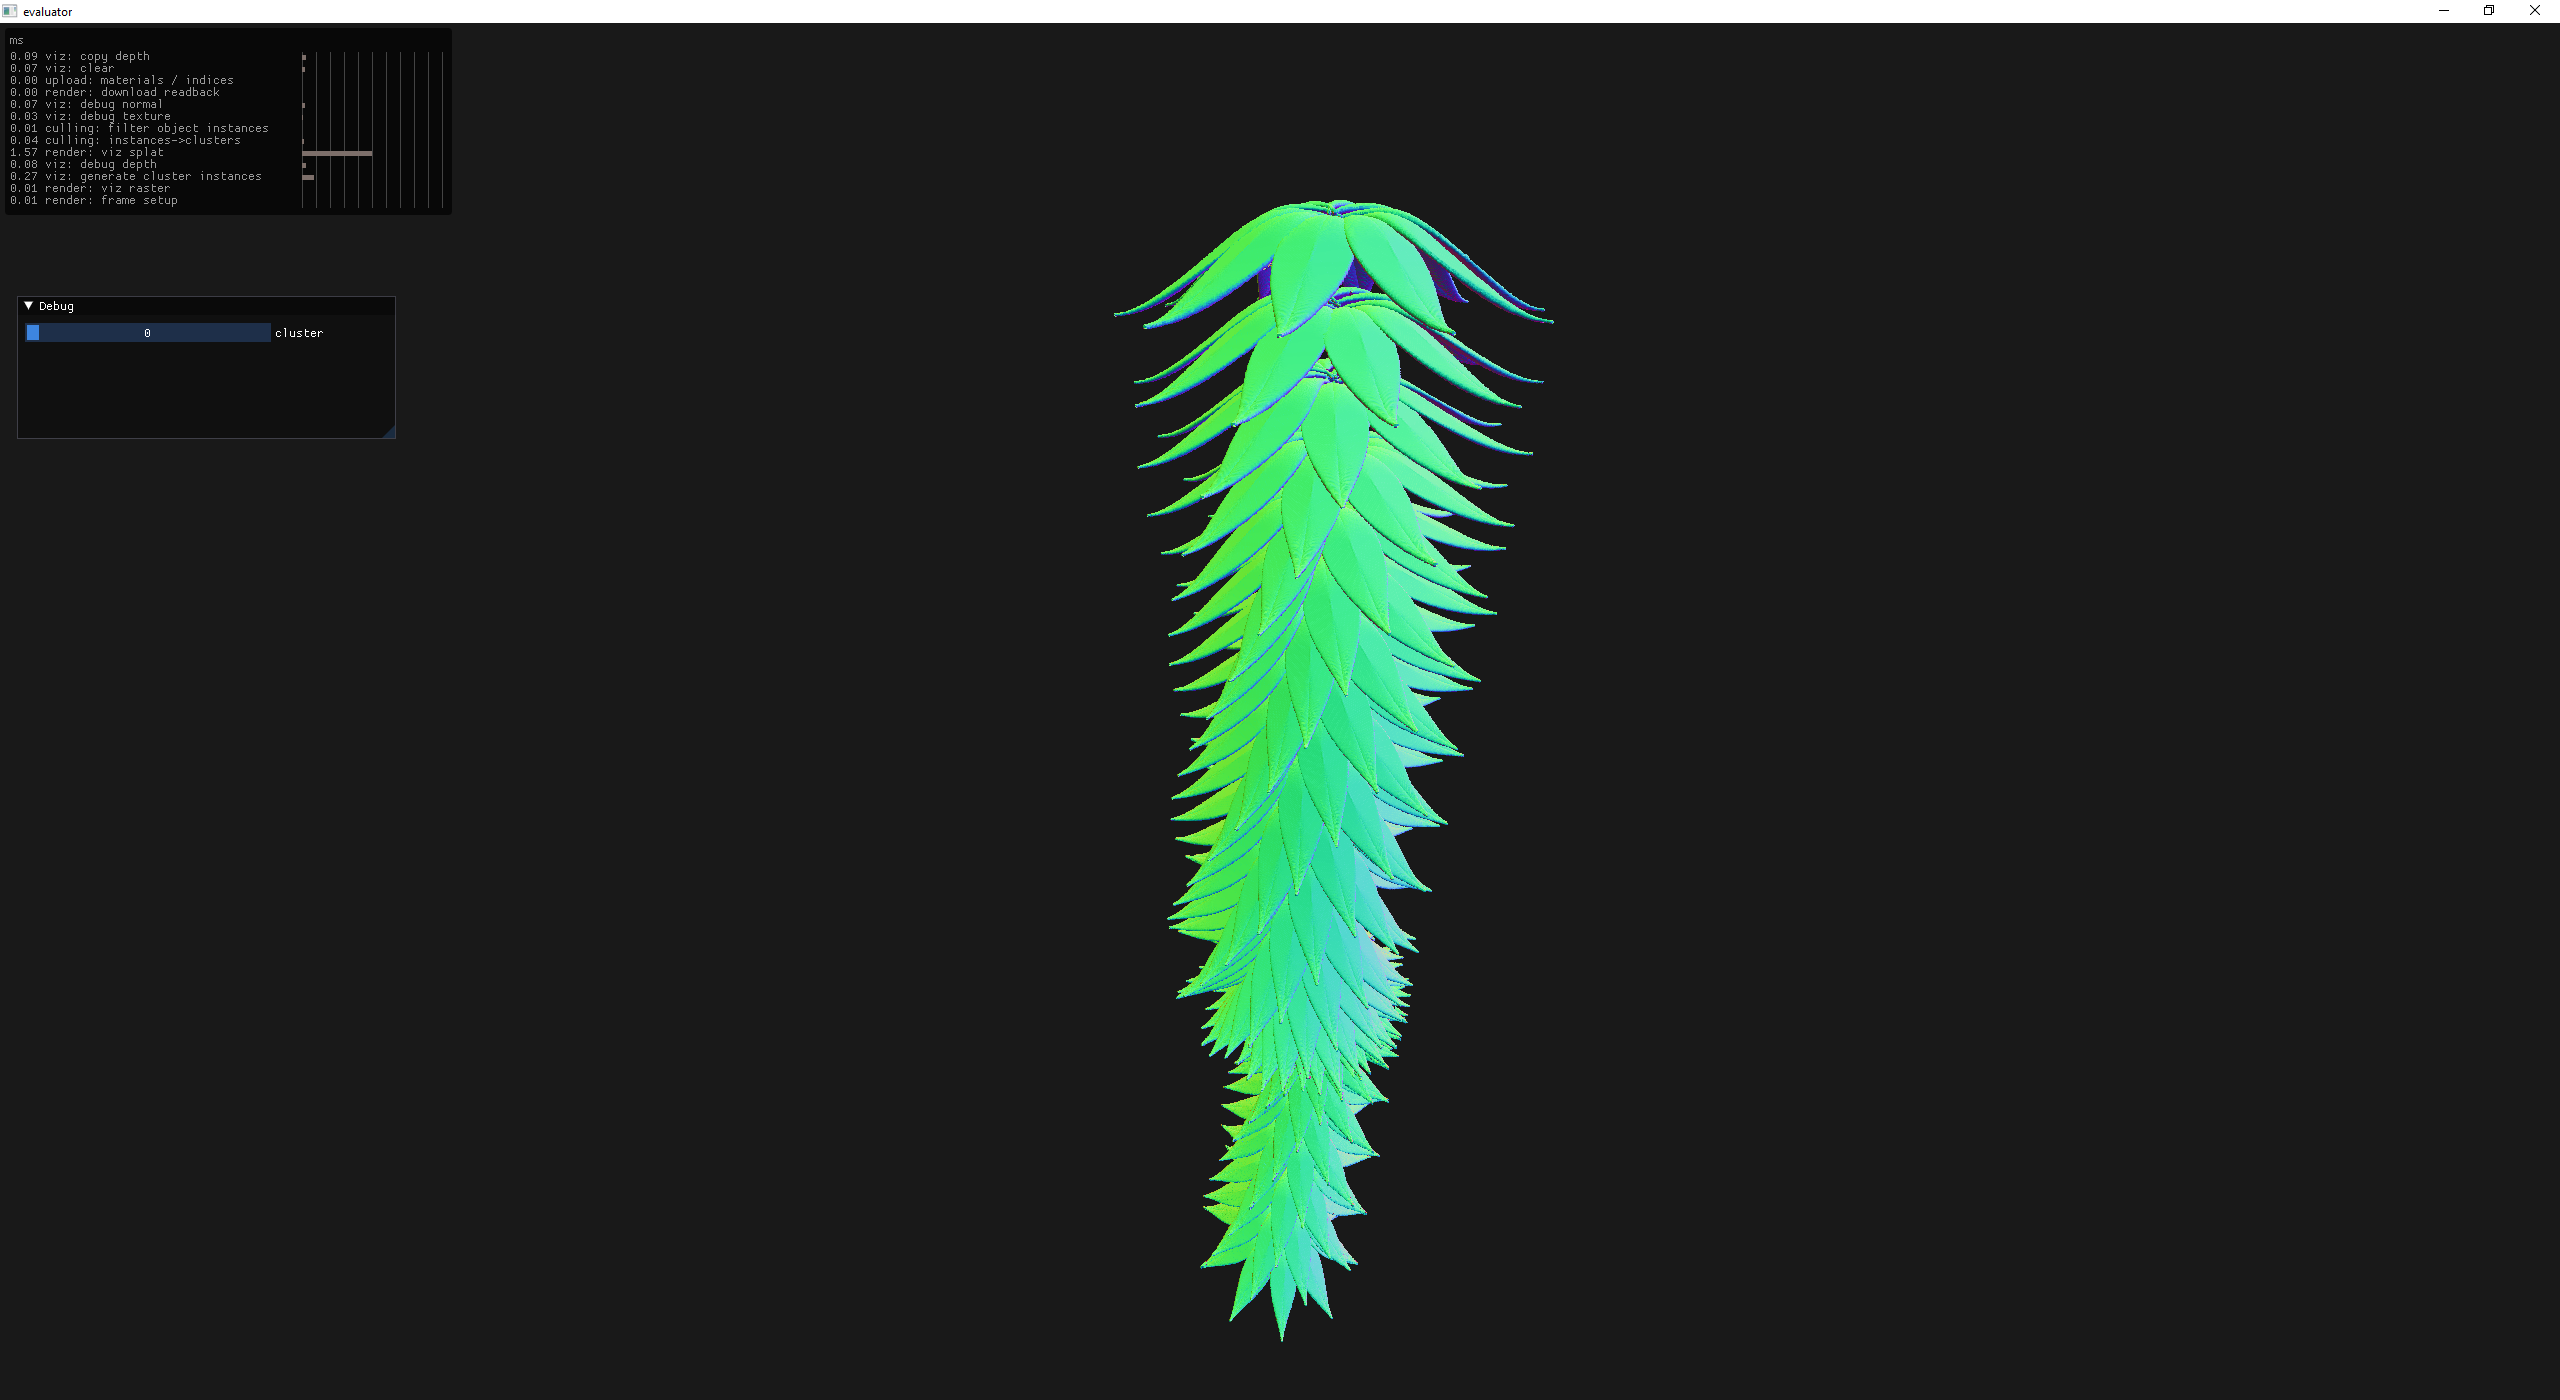 evaluator
ms
0.09 viz: copy depth
0.07 viz: clear
0.00 upload: materials / indices
0.00 render: download readback
0.07 viz: debug normal
0.03 viz: debug texture
0.01 culling: filter object instances
0.04 culling: instances->clusters
1.57 render: viz splat
0.08 viz: debug depth
0.27 viz: generate cluster instances
0.01 render: viz raster
0.01 render: frame setup
Debug
0 cluster